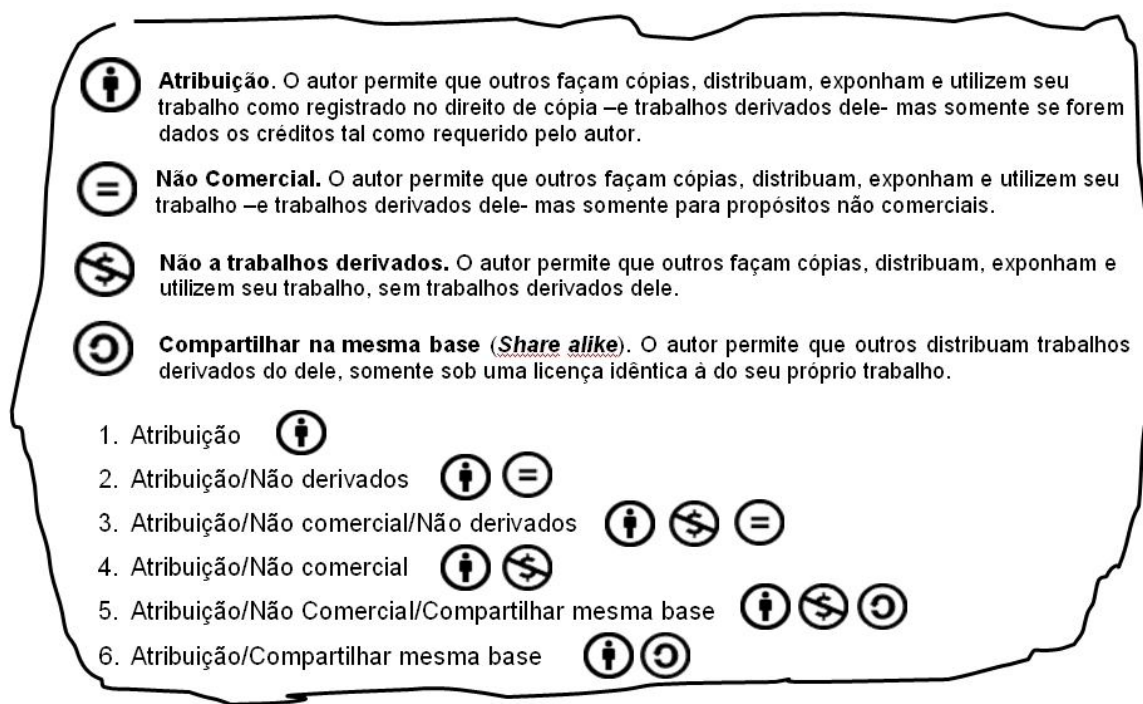 Atribuição. O autor permite que outros façam cópias, distribuam, exponham e utilizem seu
trabalho como registrado no direito de cópia –e trabalhos derivados dele- mas somente se forem
dados os créditos tal como requerido pelo autor.
Não Comercial. O autor permite que outros façam cópias, distribuam, exponham e utilizem seu
trabalho –e trabalhos derivados dele- mas somente para propósitos não comerciais.
Não a trabalhos derivados. O autor permite que outros façam cópias, distribuam, exponham e
utilizem seu trabalho, sem trabalhos derivados dele.
Compartilhar na mesma base (Share alike). O autor permite que outros distribuam trabalhos
derivados do dele, somente sob uma licença idêntica à do seu próprio trabalho.
1. Atribuição
2. Atribuição/Não derivados
3. Atribuição/Não comercial/Não derivados
4. Atribuição/Não comercial
5. Atribuição/Não Comercial/Compartilhar mesma base
6. Atribuição/Compartilhar mesma base